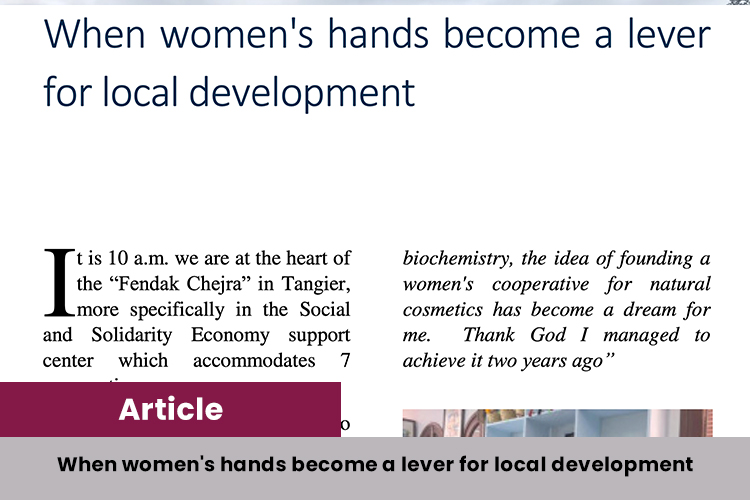 When women's hands become a lever
for local development
It is 10 a.m. we are at the heart of
the “Fendak Chejra” in Tangier,
more specifically in the Social
and Solidarity Economy support
center which accommodates 7
biochemistry, the idea of founding a
women's cooperative for natural
cosmetics has become a dream for
me. Thank God I managed to
achieve it two years ago”
Article
When women's hands become a lever for local development